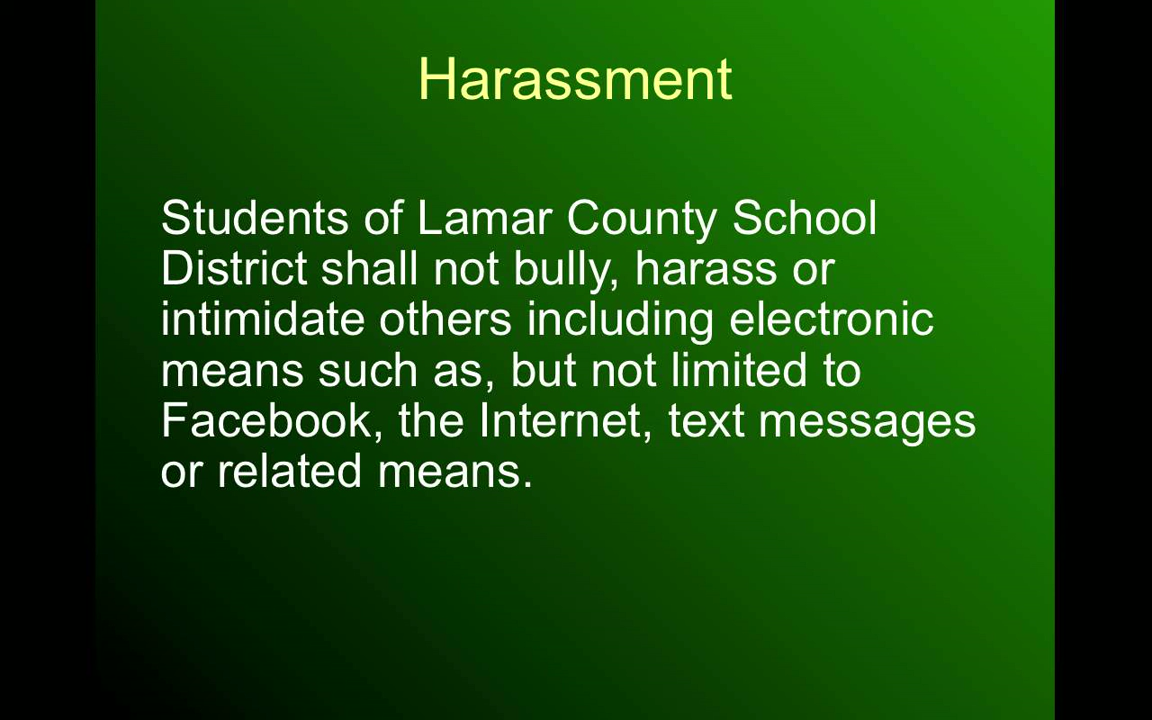 Harassment
Students of Lamar County School
District shall not bully, harass or
intimidate others including electronic
means such as, but not limited to
Facebook, the Internet, text messages
or related means.